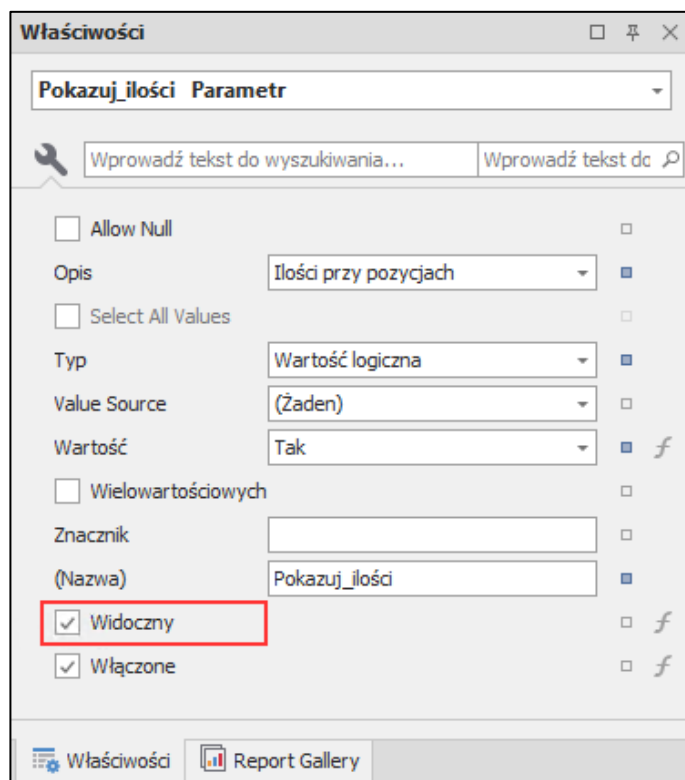 Właściwości
Pokazuj_ilości Parametr
Wprowadź tekst do wyszukiwania... Wprowadź tekst do
Allow Null
Opis Ilości przy pozycjach
Select All Values
Typ Wartość logiczna
Value Source (Żaden)
Wartość Tak
Wielowartościowych
Znacznik
(Nazwa) Pokazuj_ilości
Widoczny
Włączone
Właściwości Report Gallery